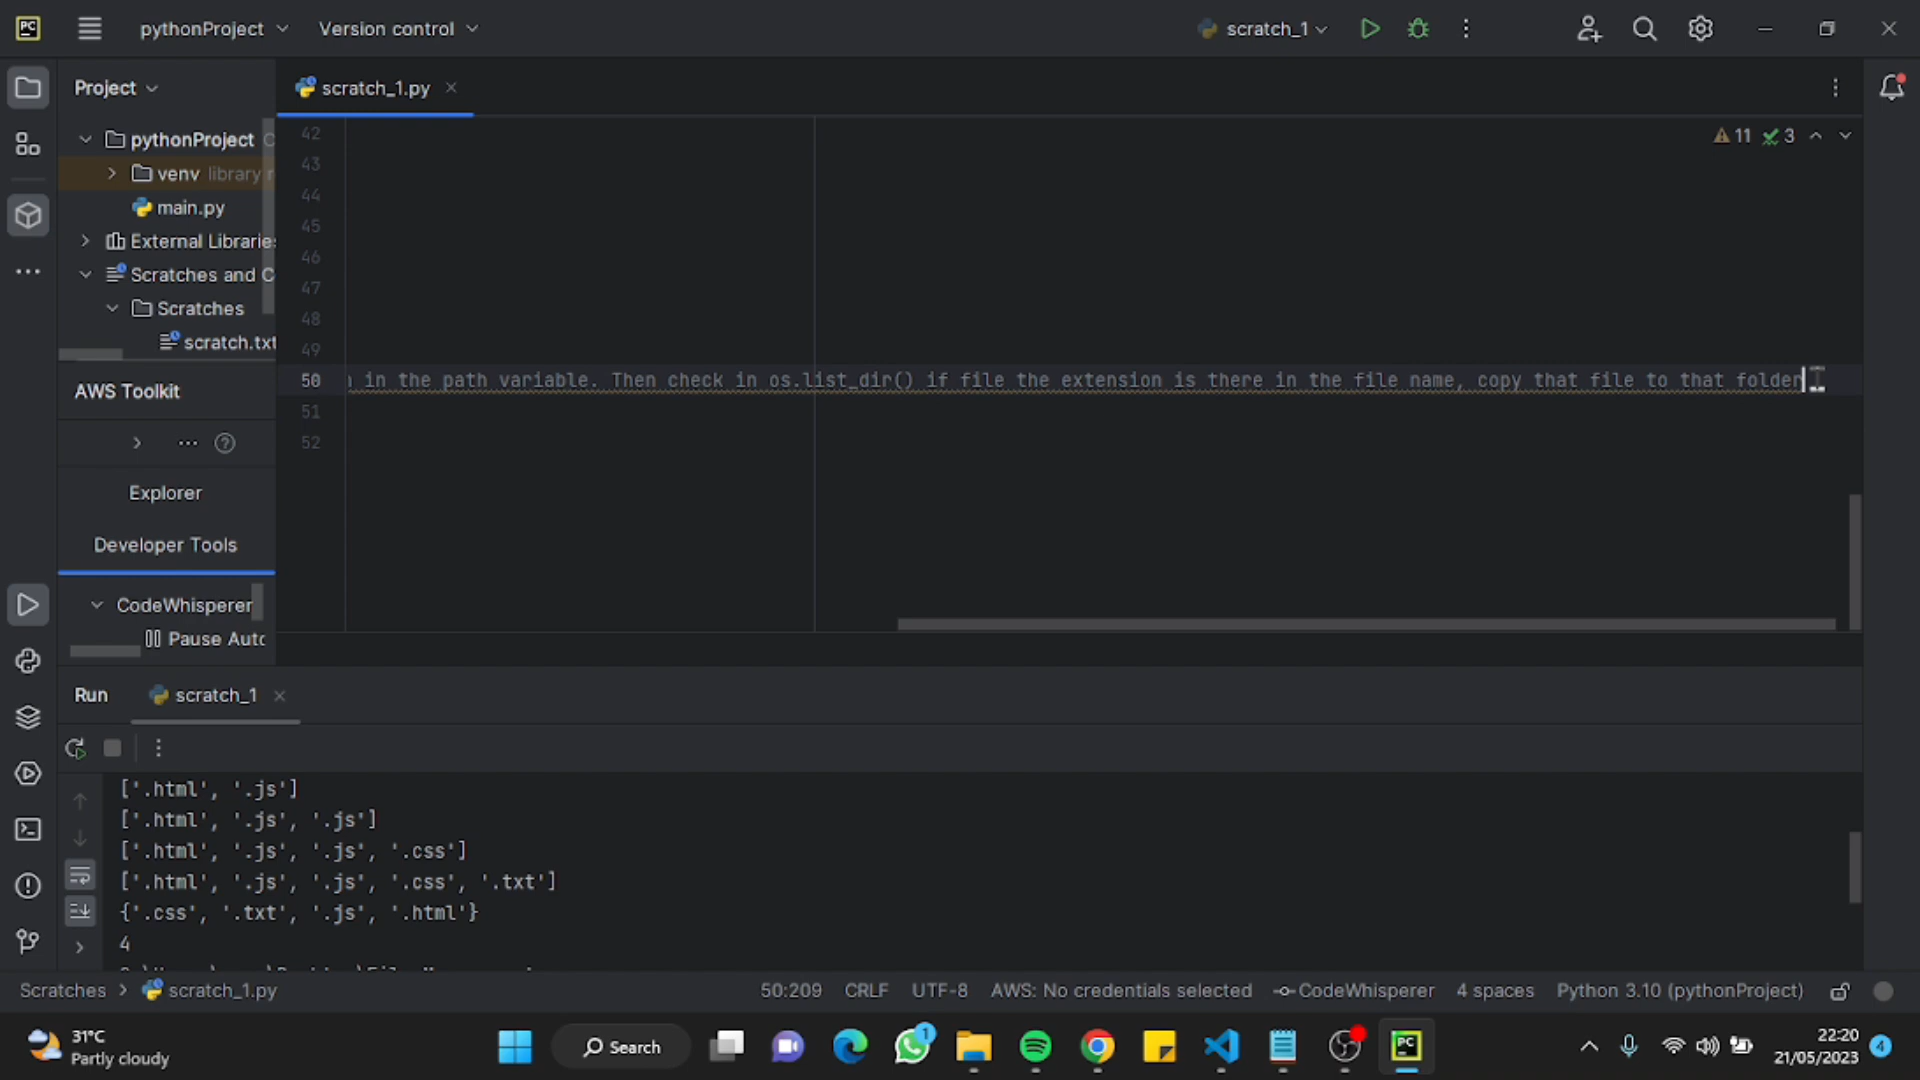 PC
pythonProject
Version control
scratch_1
Project
scratch_1.py
pythonProject
venv library
main.py
External Libraries
Scratches and C
Scratches
scratch.txt
AWS Toolkit
Explorer
Developer Tools
CodeWhisperer
Pause Auto
11
3
42
43
44
45
46
47
48
49
50 in the path variable. Then check in os.list_dir() if file the extension is there in the file name, copy that file to that folder
51
52
Run scratch_1
['.html', '.js']
['.html', '.js', '.js']
['.html', '.js', '.js', '.css']
['.html', '.js', '.js', '.css', '.txt']
{'.css', '.txt', '.js', '.html'}
4
Scratches > scratch_1.py
50:209 CRLF UTF-8 AWS: No credentials selected CodeWhisperer 4 spaces Python 3.10 (pythonProject)
31°C
Partly cloudy
Search
1
PC
22:20
21/05/2023
4